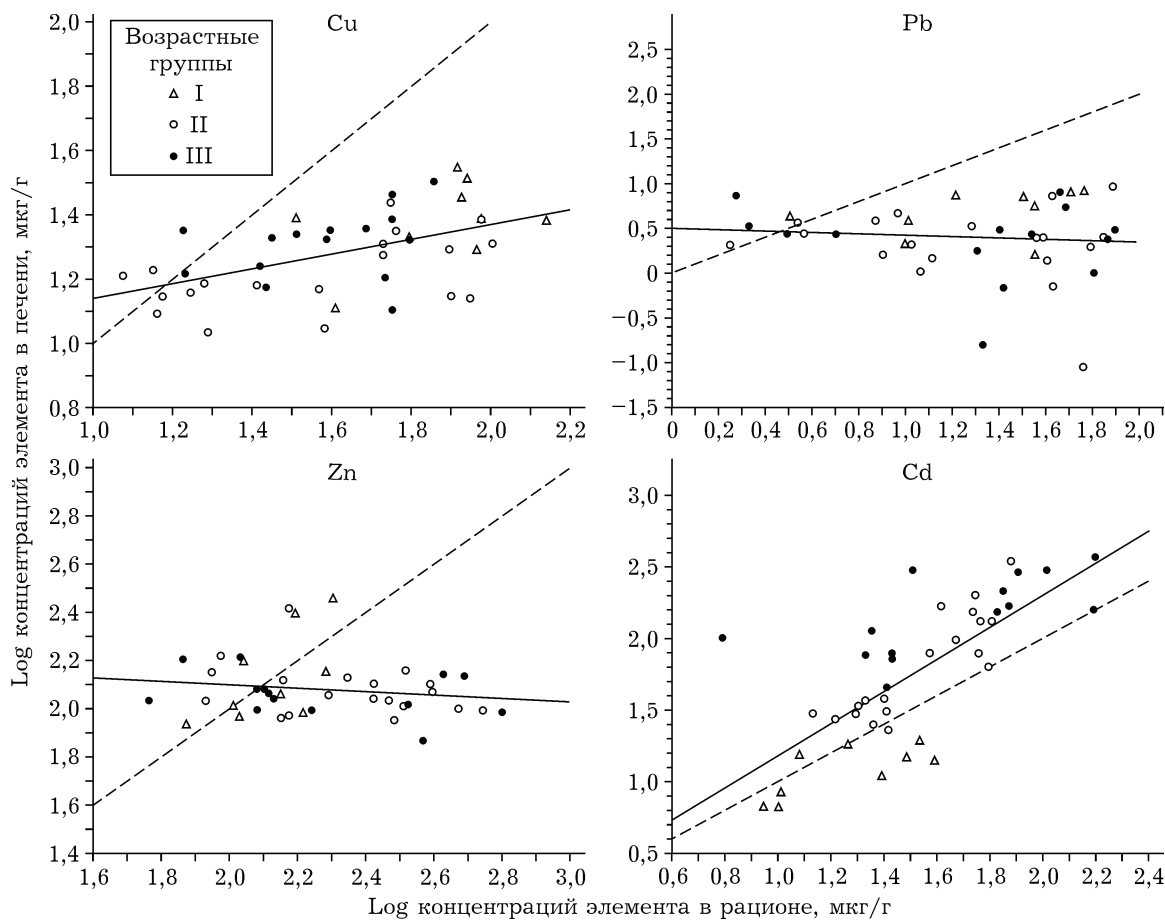 Cu
2,0
1,8
1,6
1,4
1,2
1,0
0,8
1,0 1,2 1,4 1,6 1,8 2,0 2,2
Возрастные
группы
I
II
III
Pb
2,5
2,0
1,5
1,0
0,5
0
−0,5
−1,0
−1,5
0 0,2 0,4 0,6 0,8 1,0 1,2 1,4 1,6 1,8 2,0
Log концентраций элемента в печени, мкг/г
Zn
3,0
2,8
2,6
2,4
2,2
2,0
1,8
1,6
1,4
1,6 1,8 2,0 2,2 2,4 2,6 2,8 3,0
Cd
3,0
2,5
2,0
1,5
1,0
0,5
0,6 0,8 1,0 1,2 1,4 1,6 1,8 2,0 2,2 2,4
Log концентраций элемента в рационе, мкг/г